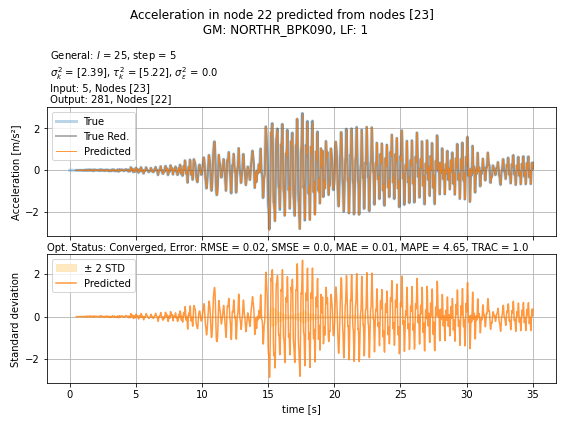 Acceleration in node 22 predicted from nodes [23]
GM: NORTHR_BPK090, LF: 1
General: l = 25, step = 5
σ²ₖ = [2.39], τ²ₖ = [5.22], σ²ε = 0.0
Input: 5, Nodes [23]
Output: 281, Nodes [22]
True
True Red.
Predicted
Acceleration [m/s²]
2
0
−2
Opt. Status: Converged, Error: RMSE = 0.02, SMSE = 0.0, MAE = 0.01, MAPE = 4.65, TRAC = 1.0
± 2 STD
Predicted
Standard deviation
2
0
−2
0 5 10 15 20 25 30 35
time [s]